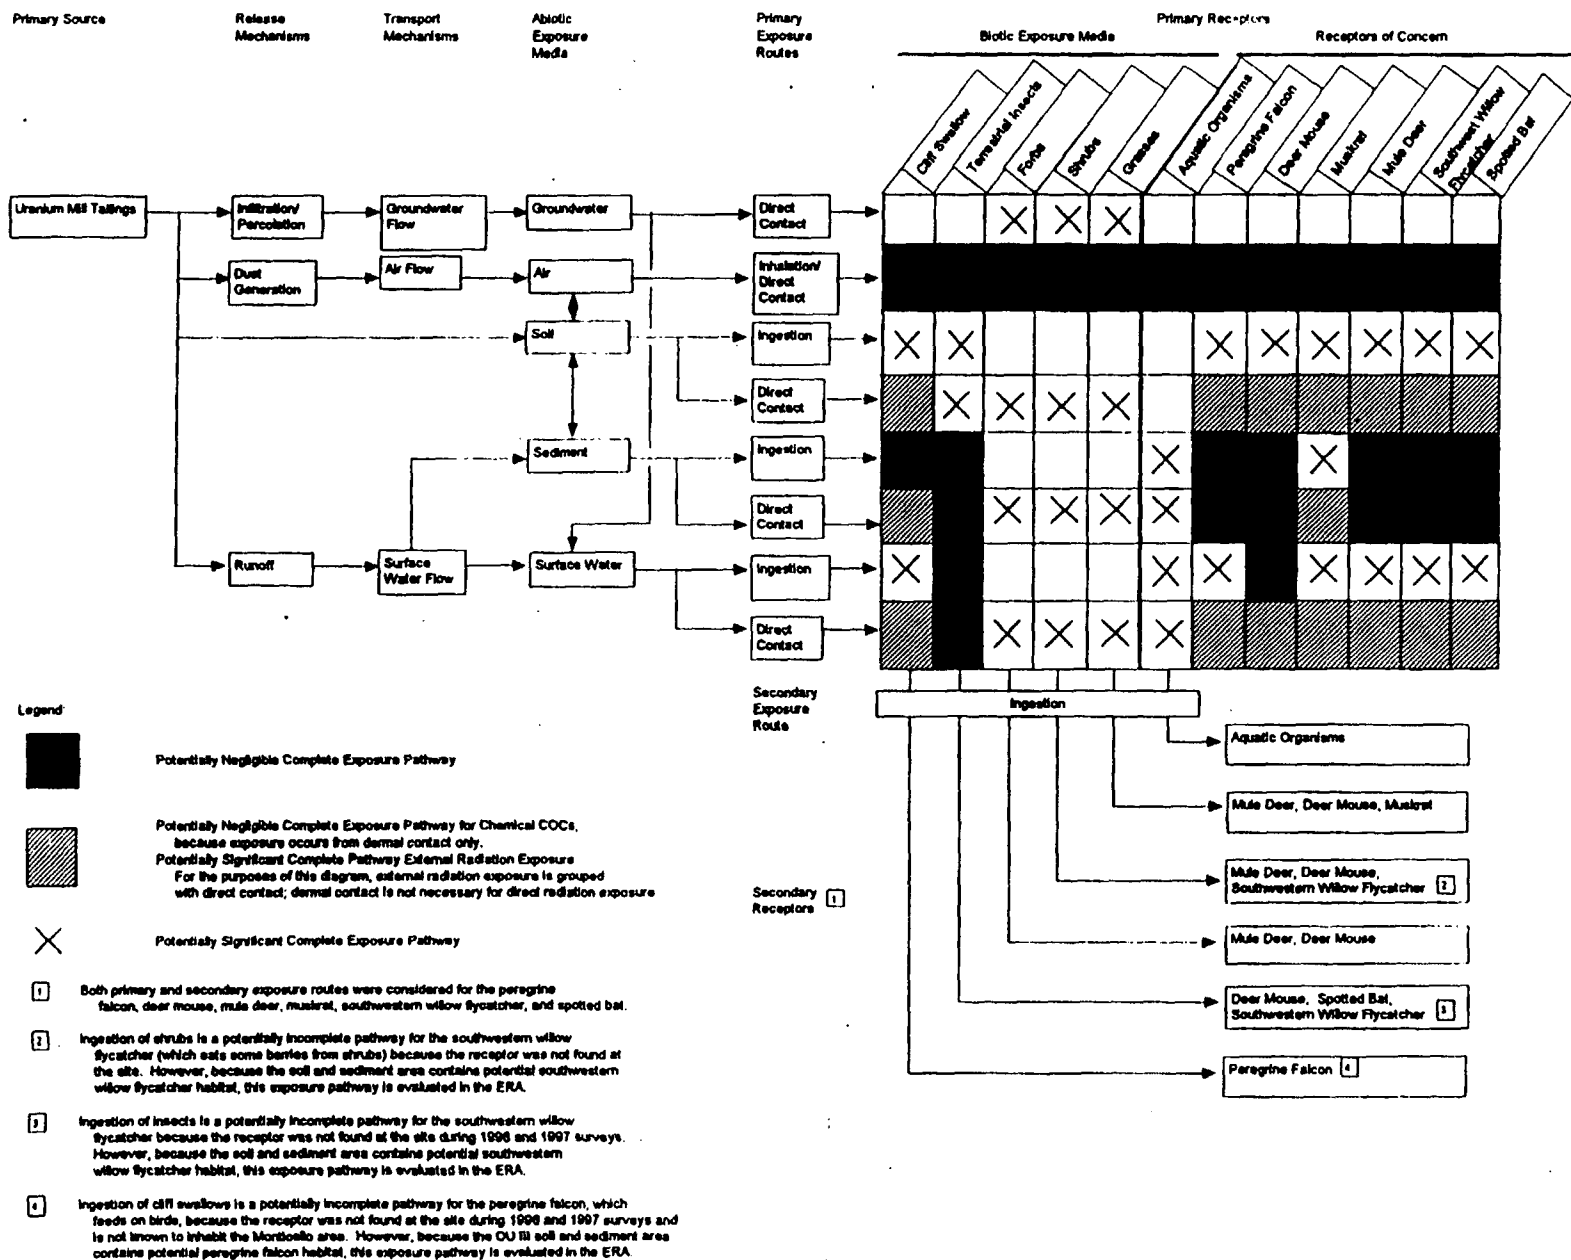 Primary Source
Release
Mechanisms
Transport
Mechanisms
Abiotic
Exposure
Media
Primary
Exposure
Routes
Primary Receptors
Biotic Exposure Media
Receptors of Concern
Cliff Swallow
Terrestrial Insects
Forbs
Shrubs
Grasses
Aquatic Organisms
Peregrine Falcon
Deer Mouse
Muskrat
Mule Deer
Southwest Willow
Flycatcher
Spotted Bat
Uranium Mill Tailings
Infiltration/
Percolation
Groundwater
Flow
Groundwater
Direct
Contact
Dust
Generation
Air Flow
Air
Inhalation/
Direct
Contact
Soil
Ingestion
Direct
Contact
Sediment
Ingestion
Direct
Contact
Runoff
Surface
Water Flow
Surface Water
Ingestion
Direct
Contact
Secondary
Exposure
Route
Ingestion
Aquatic Organisms
Mule Deer, Deer Mouse, Muskrat
Mule Deer, Deer Mouse,
Southwestern Willow Flycatcher 2
Secondary
Receptors 1
Mule Deer, Deer Mouse
Deer Mouse, Spotted Bat,
Southwestern Willow Flycatcher 3
Peregrine Falcon 4
Legend
Potentially Negligible Complete Exposure Pathway
Potentially Negligible Complete Exposure Pathway for Chemical COCs,
because exposure occurs from dermal contact only.
Potentially Significant Complete Pathway External Radiation Exposure
For the purposes of this diagram, external radiation exposure is grouped
with direct contact; dermal contact is not necessary for direct radiation exposure
Potentially Significant Complete Exposure Pathway
1 Both primary and secondary exposure routes were considered for the peregrine
falcon, deer mouse, mule deer, muskrat, southwestern willow flycatcher, and spotted bat.
2 Ingestion of shrubs is a potentially incomplete pathway for the southwestern willow
flycatcher (which eats some berries from shrubs) because the receptor was not found at
the site. However, because the soil and sediment area contains potential southwestern
willow flycatcher habitat, this exposure pathway is evaluated in the ERA.
3 Ingestion of insects is a potentially incomplete pathway for the southwestern willow
flycatcher because the receptor was not found at the site during 1996 and 1997 surveys.
However, because the soil and sediment area contains potential southwestern
willow flycatcher habitat, this exposure pathway is evaluated in the ERA.
4 Ingestion of cliff swallows is a potentially incomplete pathway for the peregrine falcon, which
feeds on birds, because the receptor was not found at the site during 1996 and 1997 surveys and
is not known to inhabit the Monticello area. However, because the OU III soil and sediment area
contains potential peregrine falcon habitat, this exposure pathway is evaluated in the ERA.